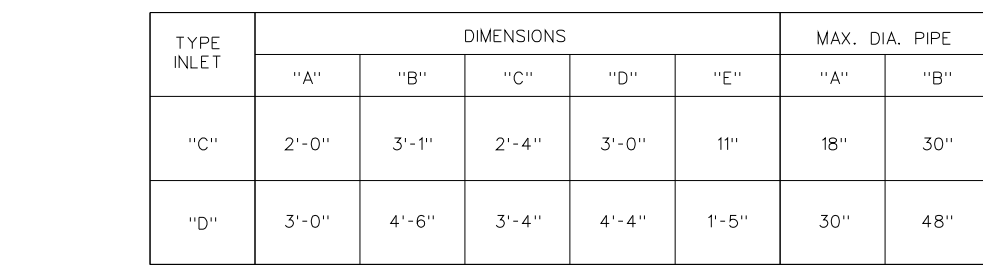 TYPE INLET DIMENSIONS MAX. DIA. PIPE
"A" "B" "C" "D" "E" "A" "B"
"C" 2'-0" 3'-1" 2'-4" 3'-0" 11" 18" 30"
"D" 3'-0" 4'-6" 3'-4" 4'-4" 1'-5" 30" 48"